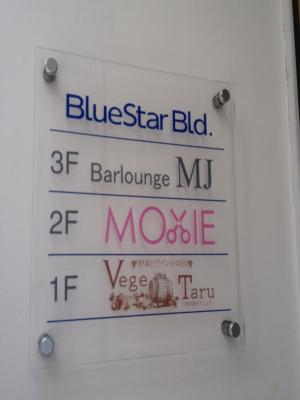 BlueStar Bld.
3F Barlounge MJ
2F MOXIE
野菜とワインのお店
1F Vege Taru